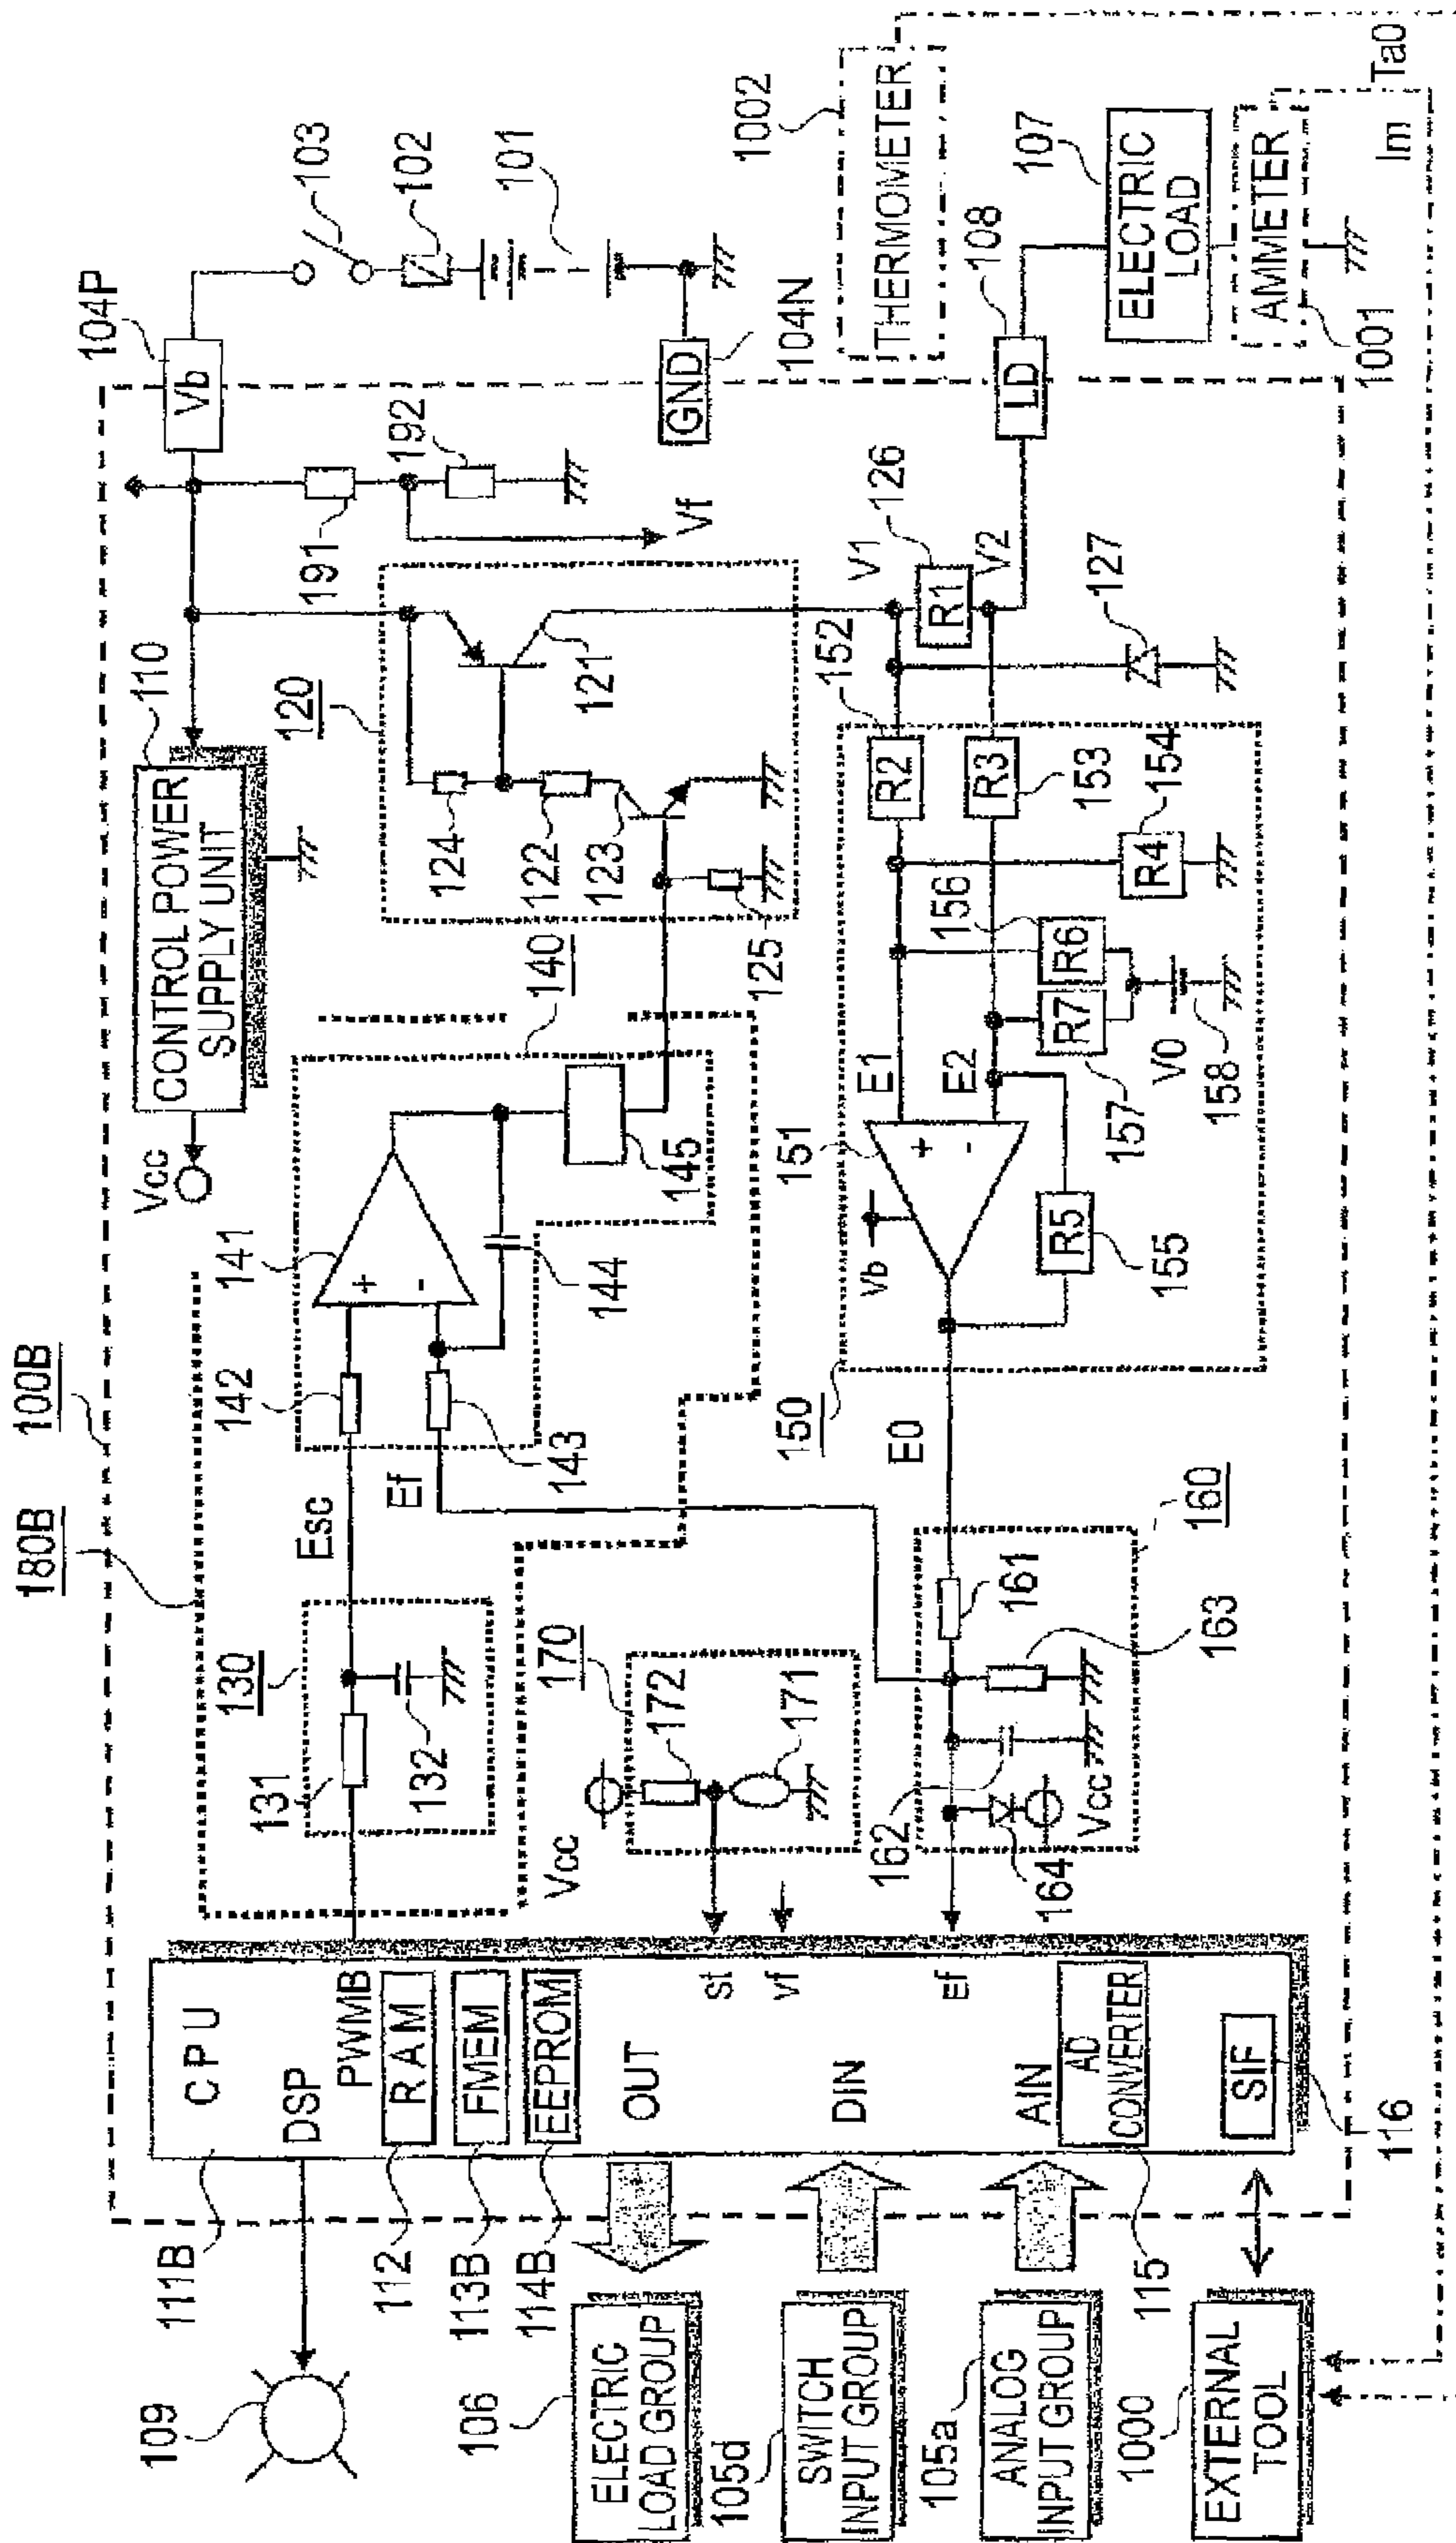 100B
180B
109
111B
CPU
DSP
PWMB
RAM
FMEM
EEPROM
112
113B
114B
OUT
DIN
AIN
AD
CONVERTER
115
SIF
116
st
vf
Ef
ELECTRIC
LOAD GROUP
106
SWITCH
INPUT GROUP
105d
ANALOG
INPUT GROUP
105a
EXTERNAL
TOOL
1000
130
131
132
Esc
Ef
142
143
141
+
-
144
145
140
Vcc
170
172
171
160
161
162
163
164
Vcc
E0
150
151
Vb
+
-
E1
E2
R5
155
R7
157
R6
156
V0
158
R4
154
R2
152
R3
153
127
V1
R1
126
V2
Vcc
CONTROL POWER
SUPPLY UNIT
110
120
121
122
123
124
125
191
192
Vf
Vb
104P
GND
104N
103
102
101
LD
108
ELECTRIC
LOAD
107
AMMETER
1001
THERMOMETER
1002
Im
Ta0